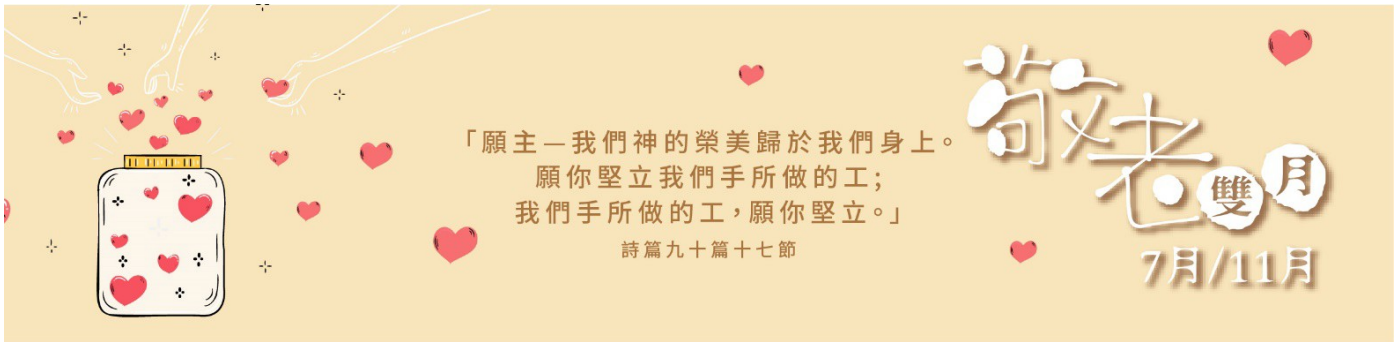 「願主—我們神的榮美歸於我們身上。
願你堅立我們手所做的工;
我們手所做的工,願你堅立。」
詩篇九十篇十七節
敬老雙月
7月/11月